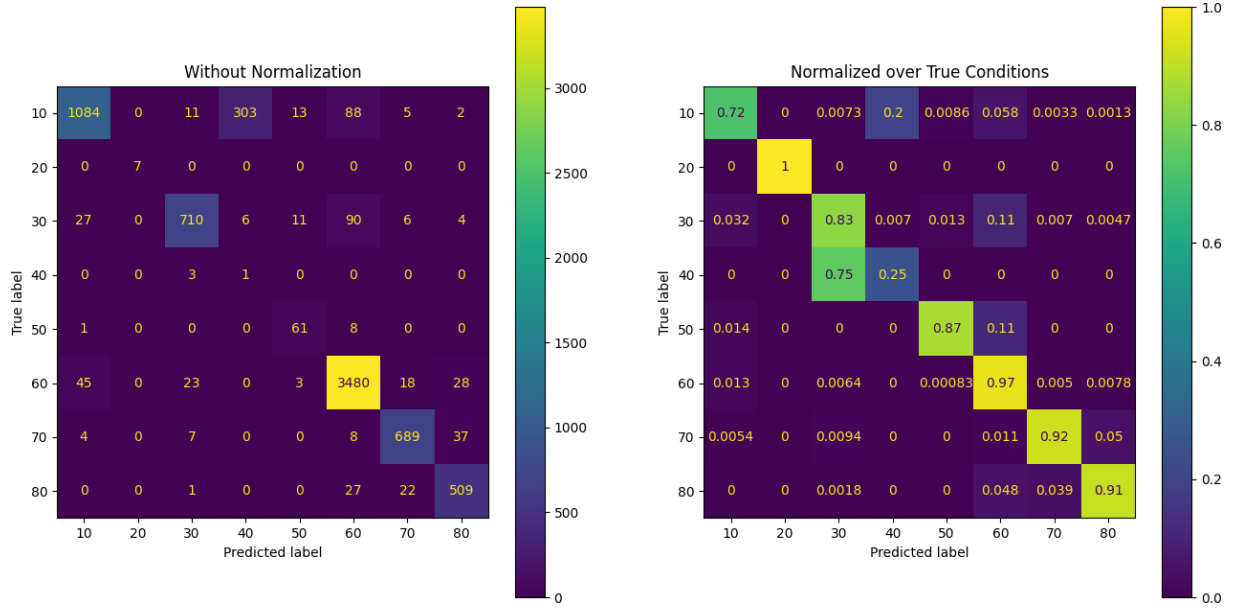 Without Normalization
True label
10 1084 0 11 303 13 88 5 2
20 0 7 0 0 0 0 0 0
30 27 0 710 6 11 90 6 4
40 0 0 3 1 0 0 0 0
50 1 0 0 0 61 8 0 0
60 45 0 23 0 3 3480 18 28
70 4 0 7 0 0 8 689 37
80 0 0 1 0 0 27 22 509
10 20 30 40 50 60 70 80
Predicted label
3000
2500
2000
1500
1000
500
0
Normalized over True Conditions
True label
10 0.72 0 0.0073 0.2 0.0086 0.058 0.0033 0.0013
20 0 1 0 0 0 0 0 0
30 0.032 0 0.83 0.007 0.013 0.11 0.007 0.0047
40 0 0 0.75 0.25 0 0 0 0
50 0.014 0 0 0 0.87 0.11 0 0
60 0.013 0 0.0064 0 0.00083 0.97 0.005 0.0078
70 0.0054 0 0.0094 0 0 0.011 0.92 0.05
80 0 0 0.0018 0 0 0.048 0.039 0.91
10 20 30 40 50 60 70 80
Predicted label
1.0
0.8
0.6
0.4
0.2
0.0